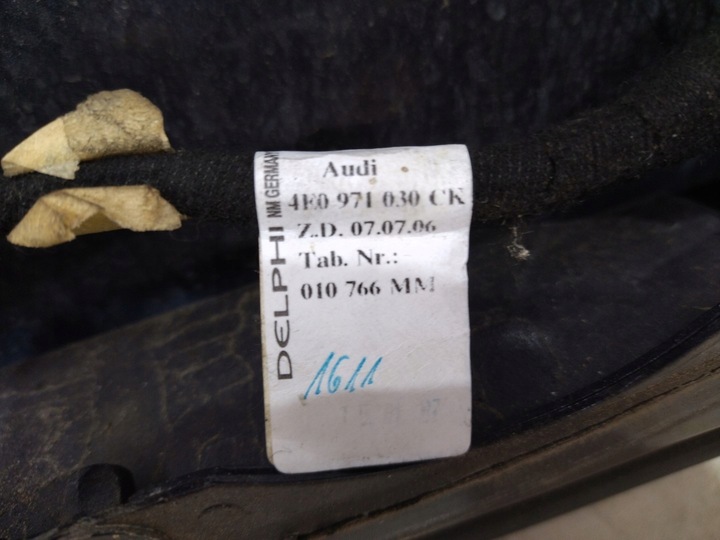 Audi
4E0 971 030 CK
Z.D. 07.07.06
Tab. Nr.:
010 766 MM
DELPHI NM GERMANY
1611